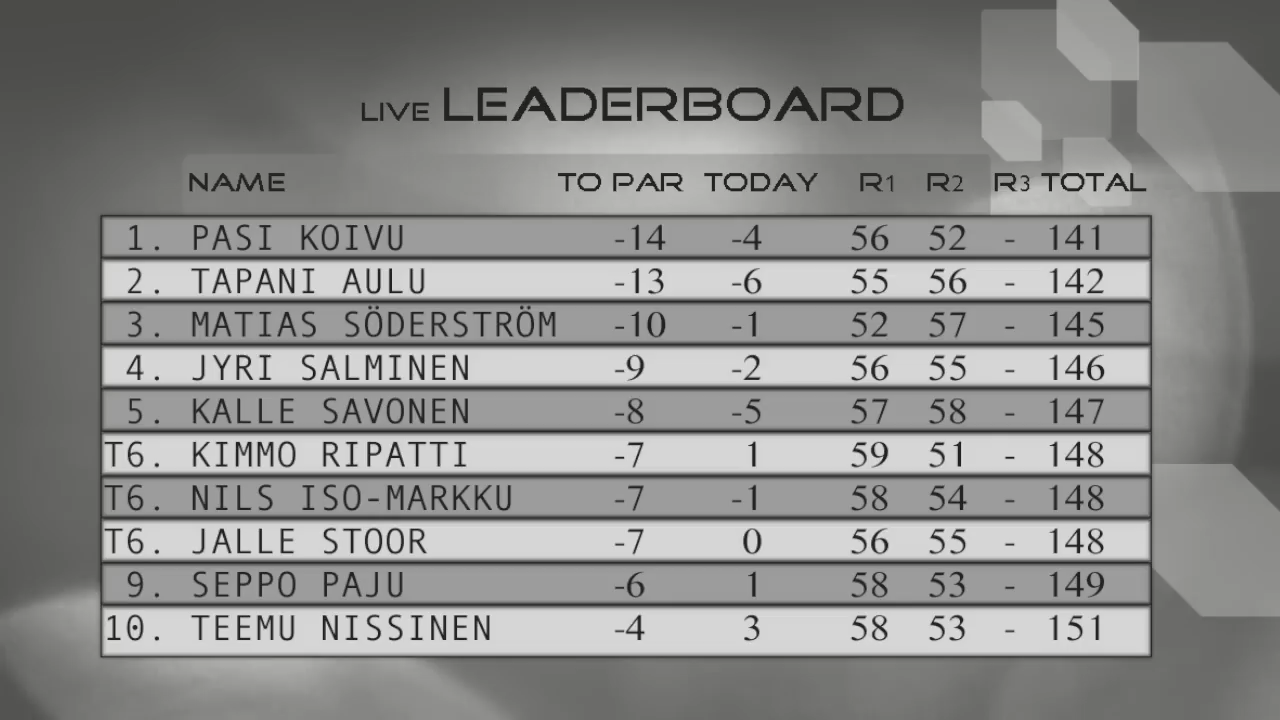 LIVE LEADERBOARD
NAME TO PAR TODAY R1 R2 R3 TOTAL
1. PASI KOIVU -14 -4 56 52 - 141
2. TAPANI AULU -13 -6 55 56 - 142
3. MATIAS SÖDERSTRÖM -10 -1 52 57 - 145
4. JYRI SALMINEN -9 -2 56 55 - 146
5. KALLE SAVONEN -8 -5 57 58 - 147
T6. KIMMO RIPATTI -7 1 59 51 - 148
T6. NILS ISO-MARKKU -7 -1 58 54 - 148
T6. JALLE STOOR -7 0 56 55 - 148
9. SEPPO PAJU -6 1 58 53 - 149
10. TEEMU NISSINEN -4 3 58 53 - 151